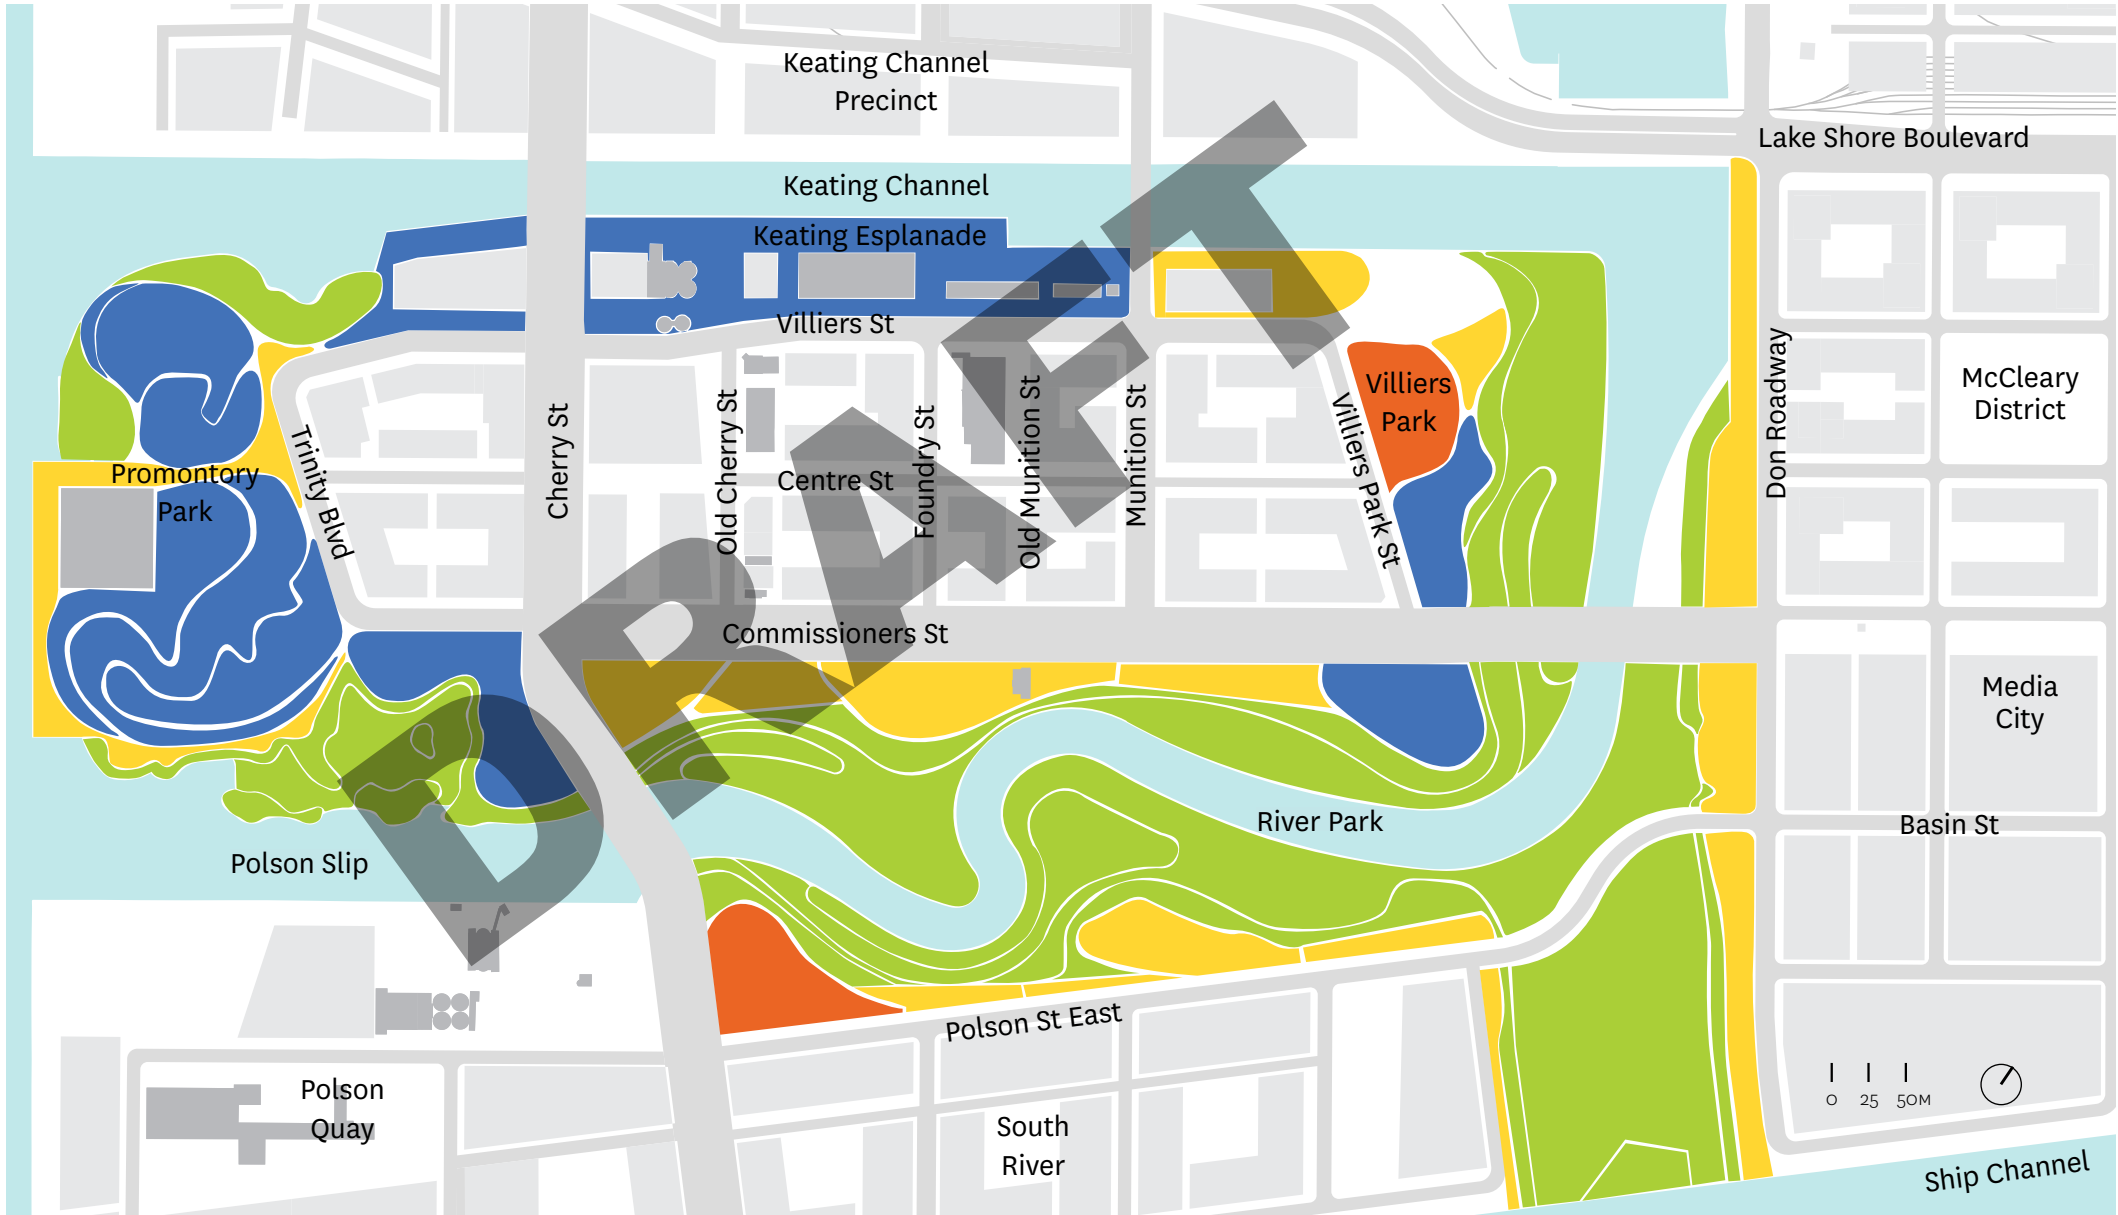 Keating Channel
Precinct
Lake Shore Boulevard
Keating Channel
Keating Esplanade
Villiers St
Villiers
Park
McCleary
District
Don Roadway
Cherry St
Old Cherry St
Foundry St
Old Munition St
Munition St
Villiers Park St
Trinity Blvd
Promontory
Park
Centre St
Commissioners St
Media
City
River Park
Basin St
Polson Slip
Polson St East
Polson
Quay
South
River
0 25 50M
Ship Channel
DRAFT